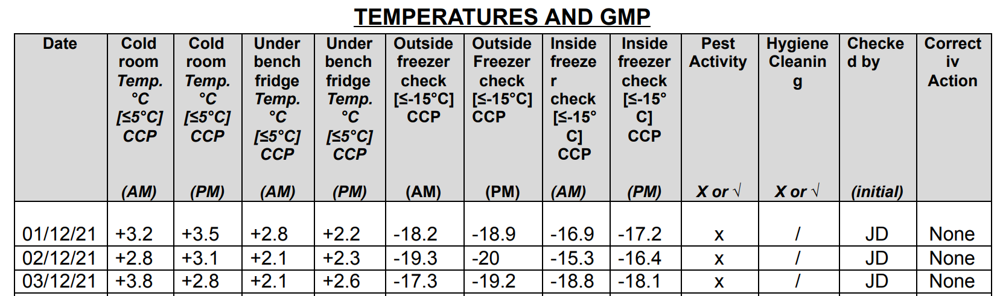 TEMPERATURES AND GMP
Date Cold Cold Under Under Outside Outside Inside Inside Pest Hygiene Checke Correct
room room bench bench freezer Freezer freeze freezer Activity Cleanin d by iv
Temp. Temp. fridge fridge check check r check g Action
°C °C Temp. Temp. [≤-15°C] [≤-15°C] check [≤-15°
[≤5°C] [≤5°C] °C °C CCP CCP [≤-15° C]
CCP CCP [≤5°C] [≤5°C] C] CCP
CCP CCP CCP
(AM) (PM) (AM) (PM) (AM) (PM) (AM) (PM) X or √ X or √ (initial)
01/12/21 +3.2 +3.5 +2.8 +2.2 -18.2 -18.9 -16.9 -17.2 x / JD None
02/12/21 +2.8 +3.1 +2.1 +2.3 -19.3 -20 -15.3 -16.4 x / JD None
03/12/21 +3.8 +2.8 +2.1 +2.6 -17.3 -19.2 -18.8 -18.1 x / JD None